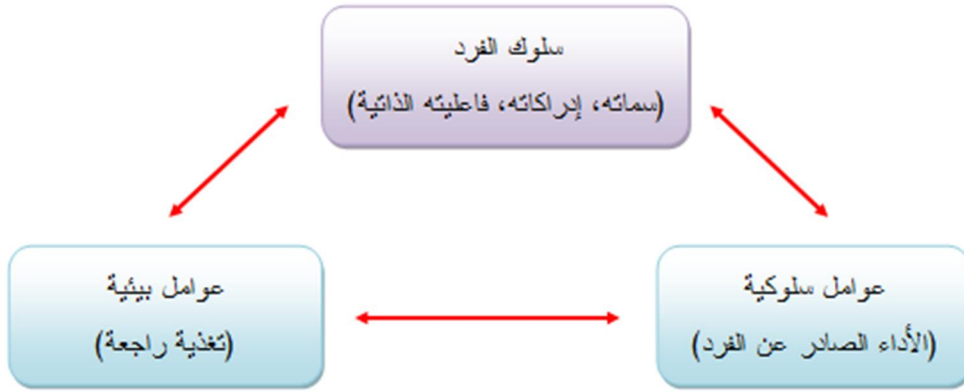 سلوك الفرد
(سماته، إدراكاته، فاعليته الذاتية)
عوامل سلوكية
(الأداء الصادر عن الفرد)
عوامل بيئية
(تغذية راجعة)